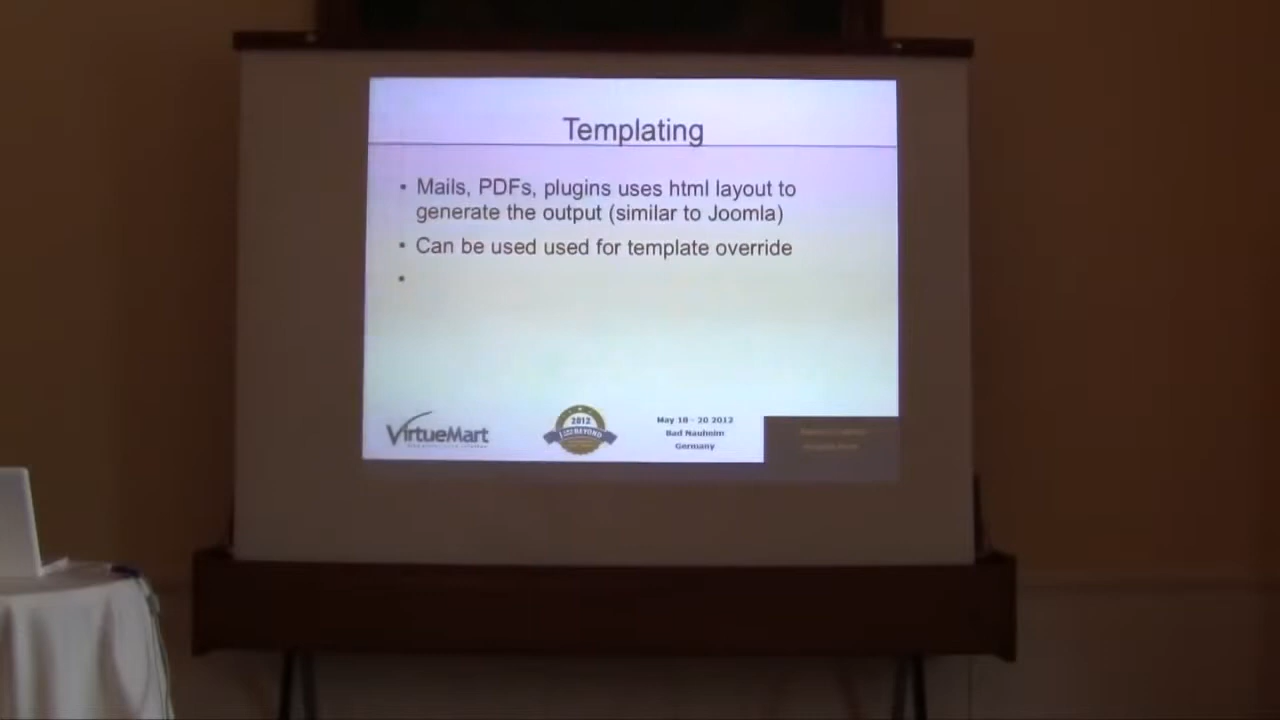 Templating
• Mails, PDFs, plugins uses html layout to
generate the output (similar to Joomla)
• Can be used used for template override
•
VirtueMart
2012
BEYOND
May 18 - 20 2012
Bad Nauheim
Germany